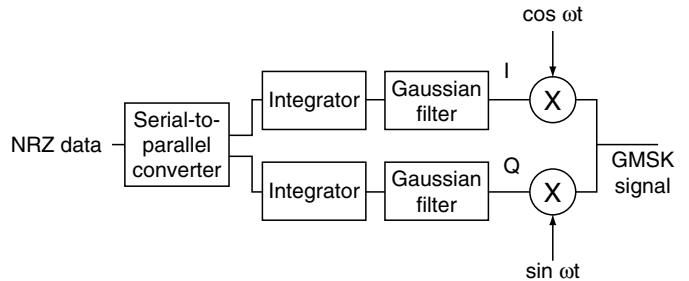 cos ωt
I
Integrator
Gaussian
filter
X
NRZ data
Serial-to-
parallel
converter
GMSK
signal
Integrator
Gaussian
filter
Q
X
sin ωt